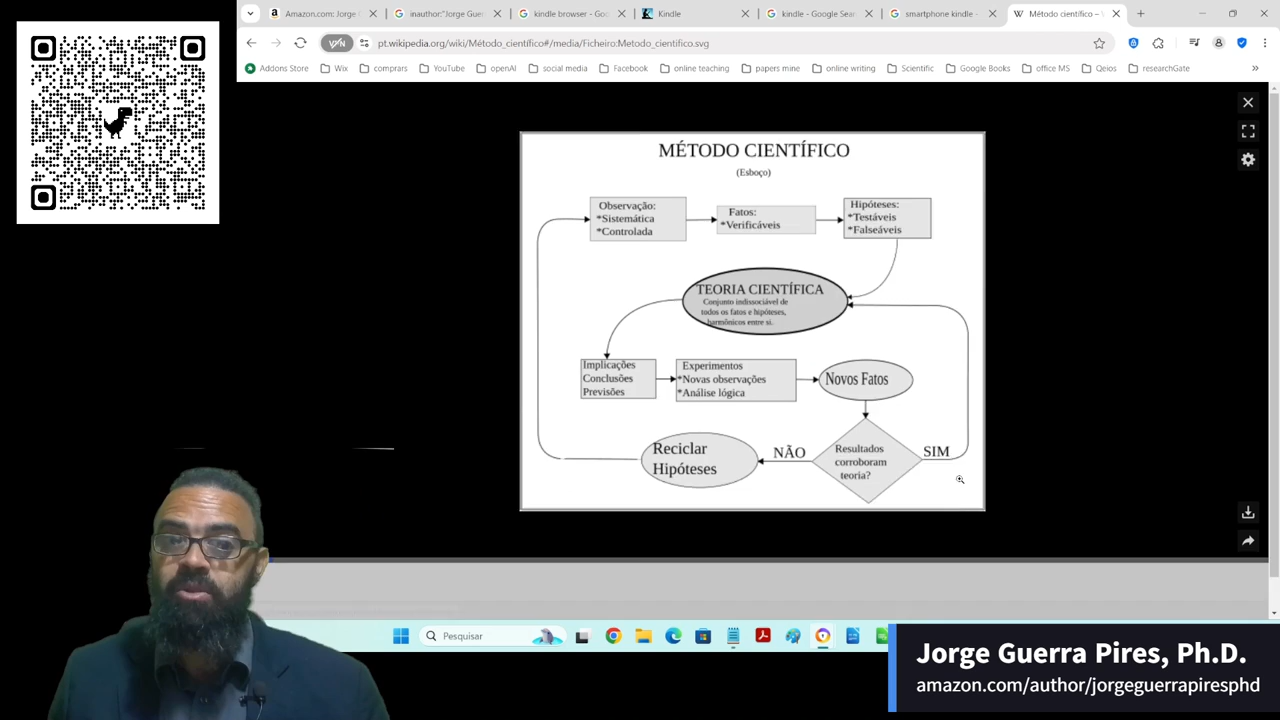 Amazon.com: Jorge
inauthor:"Jorge Guer
kindle browser - Goo
Kindle
kindle - Google Sear
smartphone kindle -
Método científico –
VPN
pt.wikipedia.org/wiki/Método_científico#/media/Ficheiro:Metodo_cientifico.svg
Addons Store
Wix
comprars
YouTube
openAI
social media
Facebook
online teaching
papers mine
online writing
Scientific
Google Books
office MS
Qeios
researchGate
MÉTODO CIENTÍFICO
(Esboço)
Observação:
*Sistemática
*Controlada
Fatos:
*Verificáveis
Hipóteses:
*Testáveis
*Falseáveis
TEORIA CIENTÍFICA
Conjunto indissociável de
todos os fatos e hipóteses,
harmônicos entre si.
Implicações
Conclusões
Previsões
Experimentos
*Novas observações
*Análise lógica
Novos Fatos
Resultados
corroboram
teoria?
SIM
NÃO
Reciclar
Hipóteses
Pesquisar
Jorge Guerra Pires, Ph.D.
amazon.com/author/jorgeguerrapiresphd